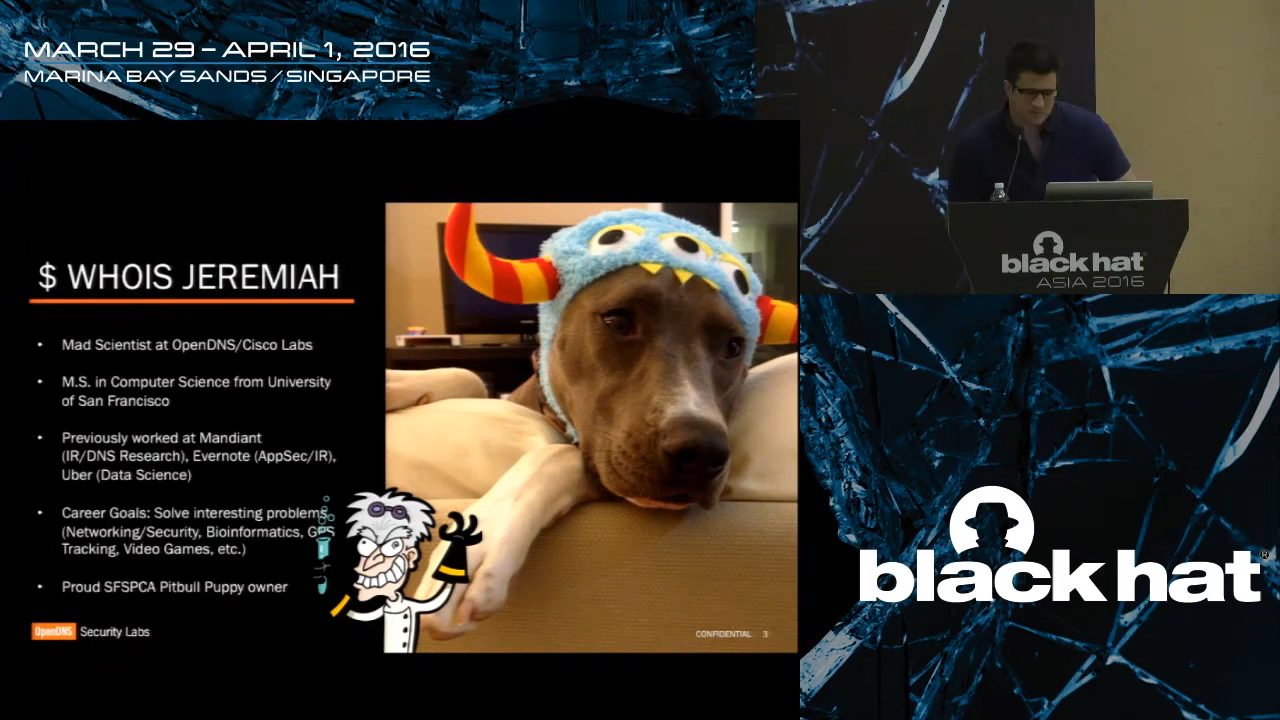 MARCH 29 – APRIL 1, 2016
MARINA BAY SANDS / SINGAPORE
$ WHOIS JEREMIAH
• Mad Scientist at OpenDNS/Cisco Labs
• M.S. in Computer Science from University
of San Francisco
• Previously worked at Mandiant
(IR/DNS Research), Evernote (AppSec/IR),
Uber (Data Science)
• Career Goals: Solve interesting problems
(Networking/Security, Bioinformatics, GPS
Tracking, Video Games, etc.)
• Proud SFSPCA Pitbull Puppy owner
OpenDNS Security Labs
CONFIDENTIAL 3
black hat
ASIA 2016
black hat®